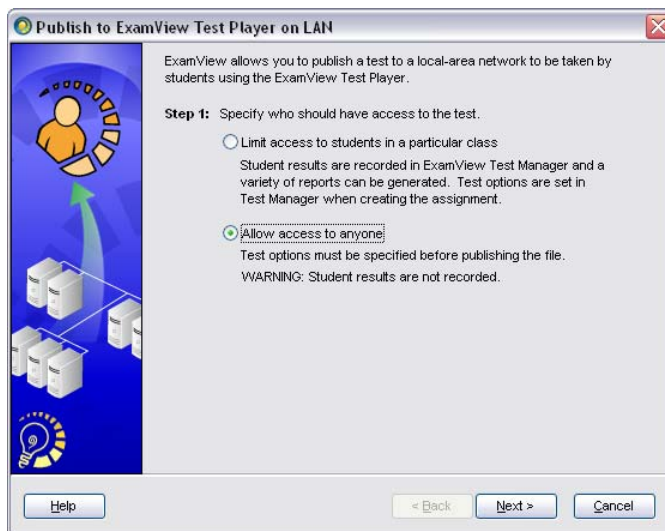 Publish to ExamView Test Player on LAN
ExamView allows you to publish a test to a local-area network to be taken by
students using the ExamView Test Player.
Step 1: Specify who should have access to the test.
Limit access to students in a particular class
Student results are recorded in ExamView Test Manager and a
variety of reports can be generated. Test options are set in
Test Manager when creating the assignment.
Allow access to anyone
Test options must be specified before publishing the file.
WARNING: Student results are not recorded.
Help
< Back
Next >
Cancel